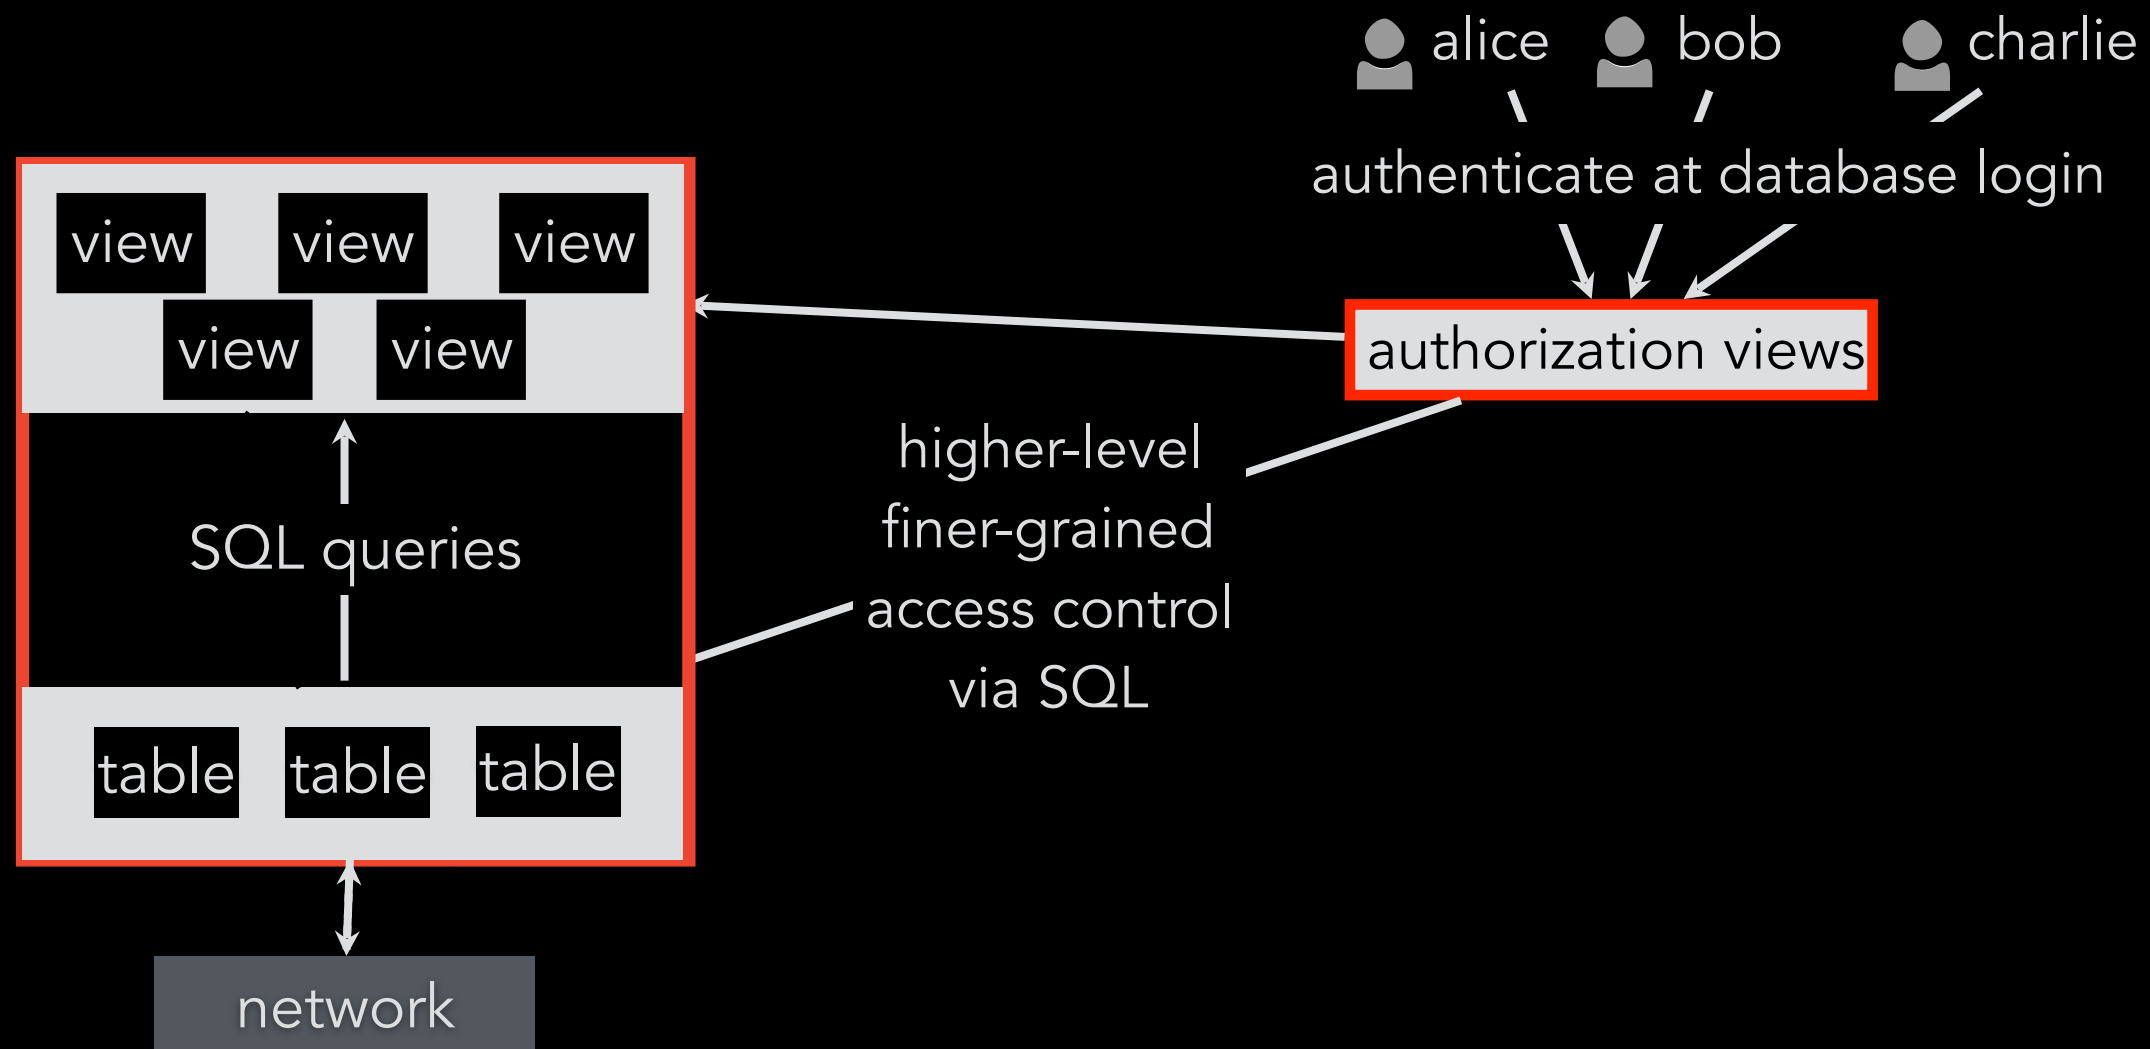 alice bob charlie
authenticate at database login
view view view
view view
authorization views
higher-level
finer-grained
access control
via SQL
SQL queries
table table table
network